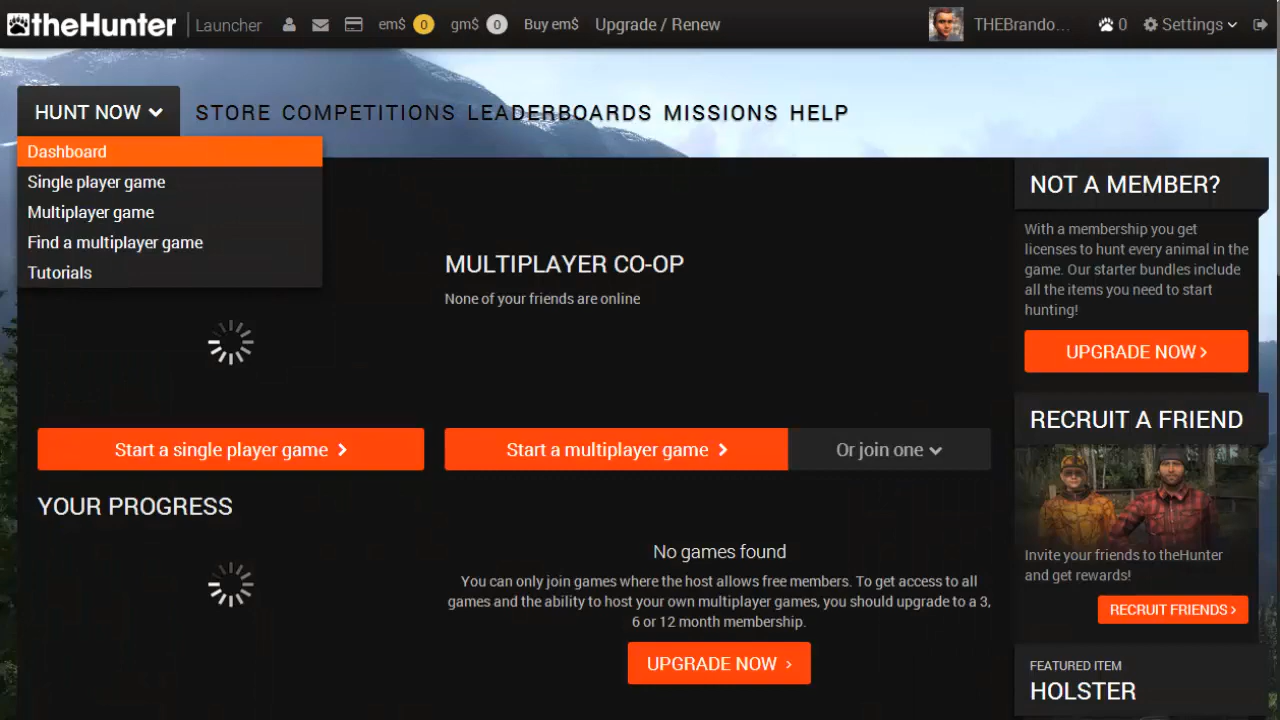 theHunter Launcher em$ 0 gm$ 0 Buy em$ Upgrade / Renew THEBrando... 0 Settings
HUNT NOW STORE COMPETITIONS LEADERBOARDS MISSIONS HELP
Dashboard
Single player game
Multiplayer game
Find a multiplayer game
Tutorials
MULTIPLAYER CO-OP
None of your friends are online
Start a single player game
Start a multiplayer game
Or join one
YOUR PROGRESS
No games found
You can only join games where the host allows free members. To get access to all
games and the ability to host your own multiplayer games, you should upgrade to a 3,
6 or 12 month membership.
UPGRADE NOW
NOT A MEMBER?
With a membership you get
licenses to hunt every animal in the
game. Our starter bundles include
all the items you need to start
hunting!
UPGRADE NOW
RECRUIT A FRIEND
Invite your friends to theHunter
and get rewards!
RECRUIT FRIENDS
FEATURED ITEM
HOLSTER